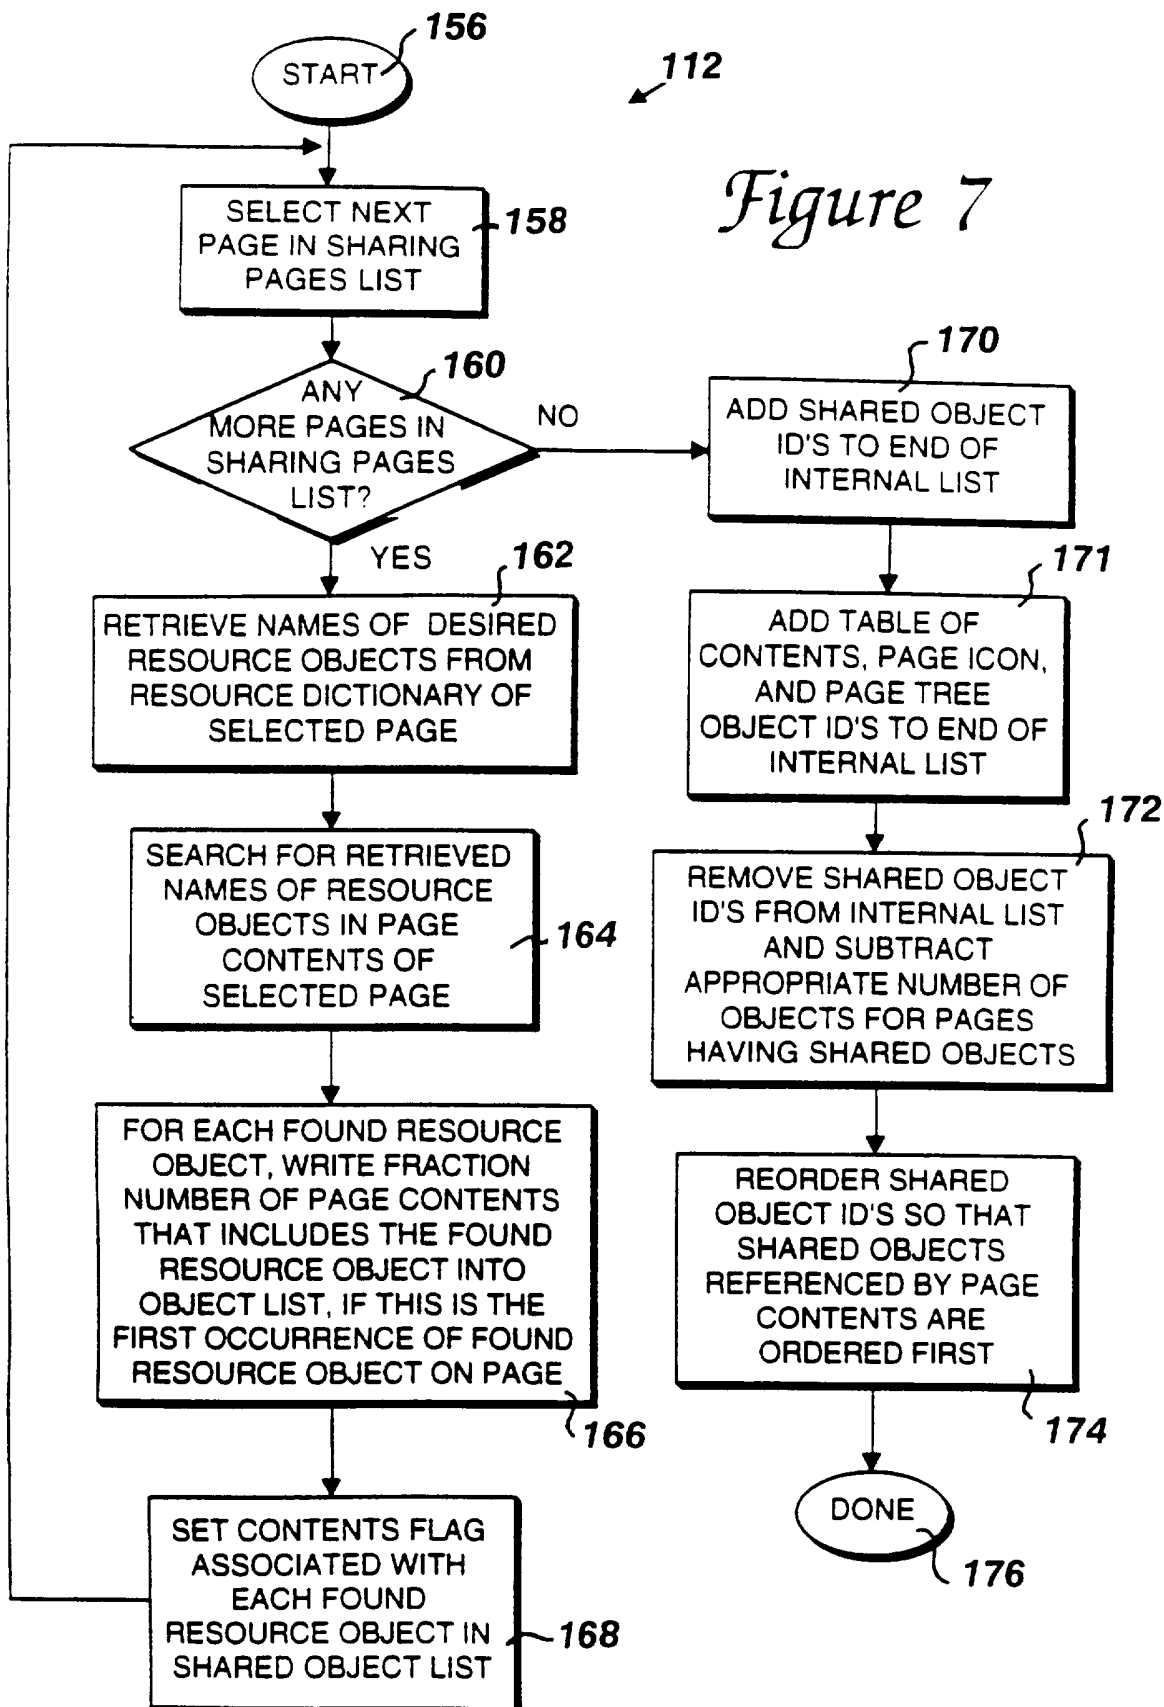 156
START
112
Figure 7
SELECT NEXT
PAGE IN SHARING
PAGES LIST
158
ANY
MORE PAGES IN
SHARING PAGES
LIST?
160
NO
YES
162
RETRIEVE NAMES OF DESIRED
RESOURCE OBJECTS FROM
RESOURCE DICTIONARY OF
SELECTED PAGE
SEARCH FOR RETRIEVED
NAMES OF RESOURCE
OBJECTS IN PAGE
CONTENTS OF
SELECTED PAGE
164
FOR EACH FOUND RESOURCE
OBJECT, WRITE FRACTION
NUMBER OF PAGE CONTENTS
THAT INCLUDES THE FOUND
RESOURCE OBJECT INTO
OBJECT LIST, IF THIS IS THE
FIRST OCCURRENCE OF FOUND
RESOURCE OBJECT ON PAGE
166
SET CONTENTS FLAG
ASSOCIATED WITH
EACH FOUND
RESOURCE OBJECT IN
SHARED OBJECT LIST
168
170
ADD SHARED OBJECT
ID'S TO END OF
INTERNAL LIST
171
ADD TABLE OF
CONTENTS, PAGE ICON,
AND PAGE TREE
OBJECT ID'S TO END OF
INTERNAL LIST
172
REMOVE SHARED OBJECT
ID'S FROM INTERNAL LIST
AND SUBTRACT
APPROPRIATE NUMBER OF
OBJECTS FOR PAGES
HAVING SHARED OBJECTS
REORDER SHARED
OBJECT ID'S SO THAT
SHARED OBJECTS
REFERENCED BY PAGE
CONTENTS ARE
ORDERED FIRST
174
DONE
176